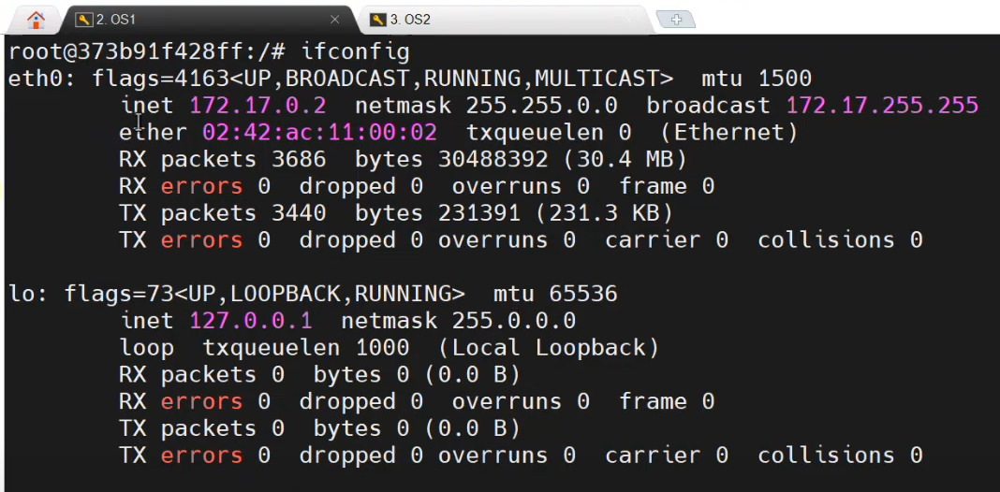 2. OS1
3. OS2
root@373b91f428ff:/# ifconfig
eth0: flags=4163<UP,BROADCAST,RUNNING,MULTICAST>  mtu 1500
        inet 172.17.0.2  netmask 255.255.0.0  broadcast 172.17.255.255
        ether 02:42:ac:11:00:02  txqueuelen 0  (Ethernet)
        RX packets 3686  bytes 30488392 (30.4 MB)
        RX errors 0  dropped 0  overruns 0  frame 0
        TX packets 3440  bytes 231391 (231.3 KB)
        TX errors 0  dropped 0 overruns 0  carrier 0  collisions 0
lo: flags=73<UP,LOOPBACK,RUNNING>  mtu 65536
        inet 127.0.0.1  netmask 255.0.0.0
        loop  txqueuelen 1000  (Local Loopback)
        RX packets 0  bytes 0 (0.0 B)
        RX errors 0  dropped 0  overruns 0  frame 0
        TX packets 0  bytes 0 (0.0 B)
        TX errors 0  dropped 0 overruns 0  carrier 0  collisions 0